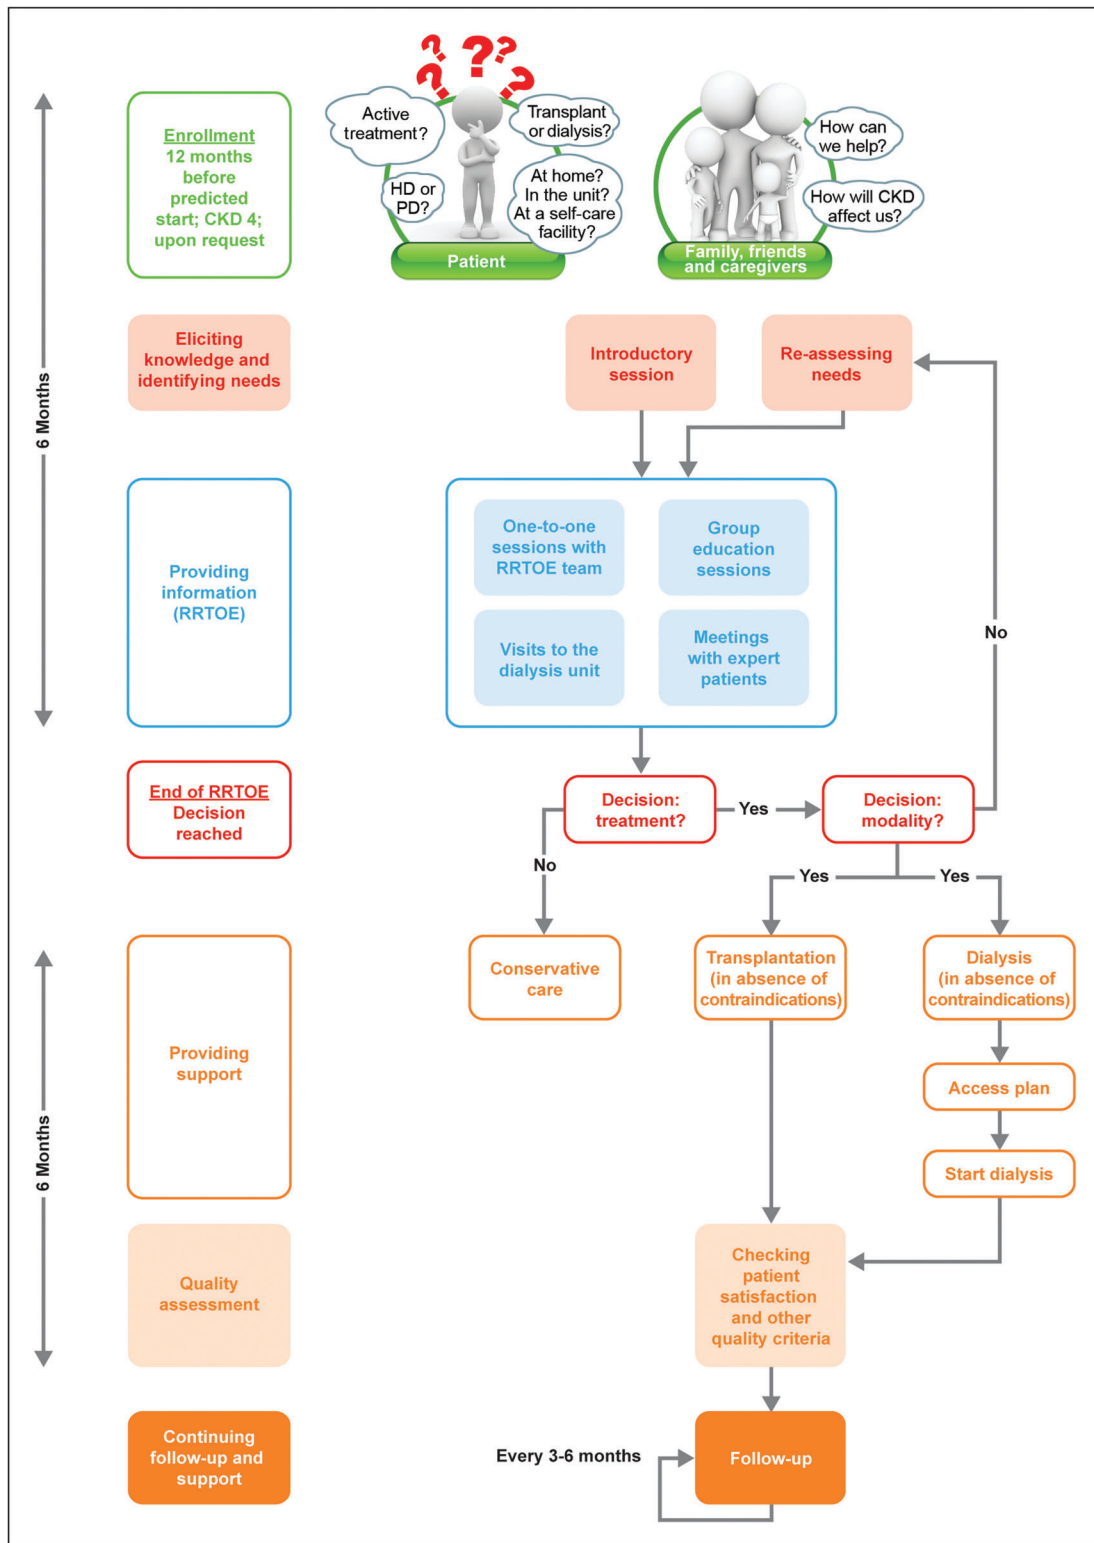 6 Months
Enrollment
12 months
before
predicted
start; CKD 4;
upon request
? ? ? ? ?
Active
treatment?
Transplant
or dialysis?
HD or
PD?
At home?
In the unit?
At a self-care
facility?
Patient
How can
we help?
How will CKD
affect us?
Family, friends
and caregivers
Eliciting
knowledge and
identifying needs
Introductory
session
Re-assessing
needs
Providing
information
(RRTOE)
One-to-one
sessions with
RRTOE team
Group
education
sessions
Visits to the
dialysis unit
Meetings
with expert
patients
No
End of RRTOE
Decision
reached
Decision:
treatment?
Yes
Decision:
modality?
No
Yes
Yes
6 Months
Providing
support
Conservative
care
Transplantation
(in absence of
contraindications)
Dialysis
(in absence of
contraindications)
Access plan
Start dialysis
Quality
assessment
Checking
patient
satisfaction
and other
quality criteria
Continuing
follow-up and
support
Every 3-6 months
Follow-up